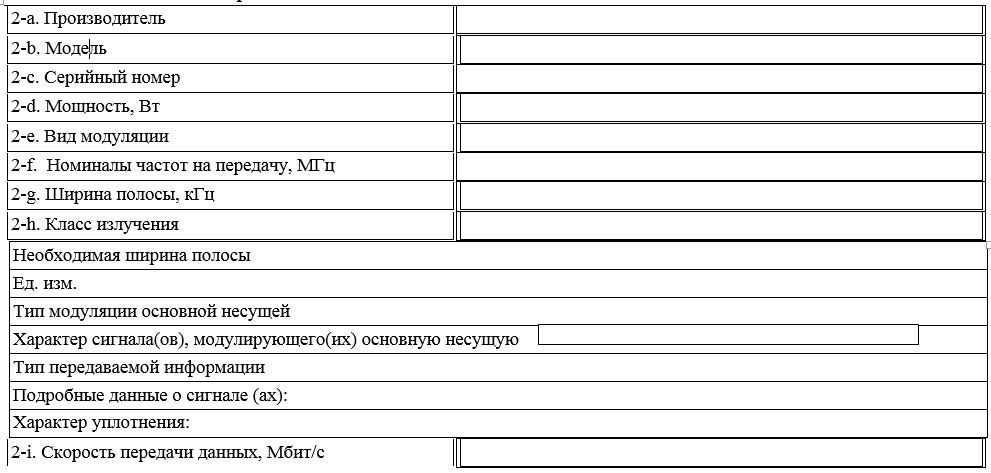 2-a. Производитель
2-b. Модель
2-c. Серийный номер
2-d. Мощность, Вт
2-e. Вид модуляции
2-f. Номиналы частот на передачу, МГц
2-g. Ширина полосы, кГц
2-h. Класс излучения
Необходимая ширина полосы
Ед. изм.
Тип модуляции основной несущей
Характер сигнала(ов), модулирующего(их) основную несущую
Тип передаваемой информации
Подробные данные о сигнале (ах):
Характер уплотнения:
2-i. Скорость передачи данных, Мбит/с